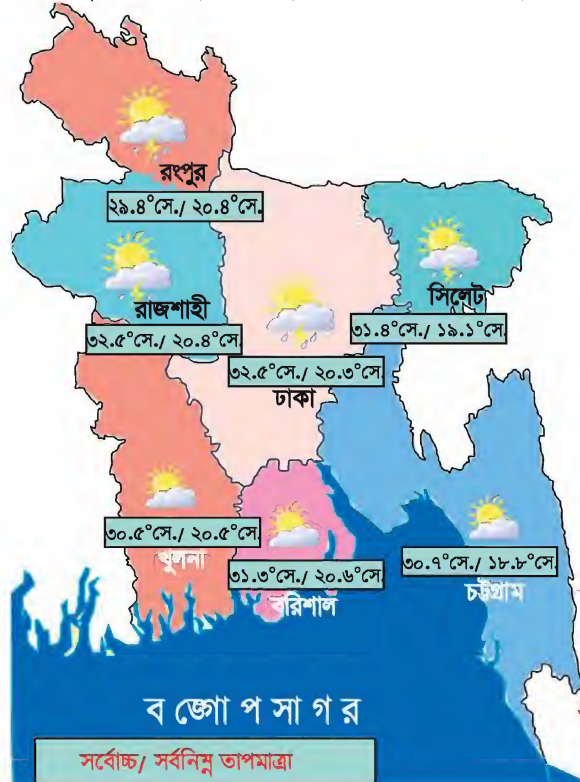 রংপুর
২৯.৪°সে./ ২০.৪°সে.
সিলেট
রাজশাহী
৩১.৪°সে./ ১৯.১°সে.
৩২.৫°সে./ ২০.৪°সে.
৩২.৫°সে./ ২০.৩°সে.
ঢাকা
৩০.৫°সে./ ২০.৫°সে.
খুলনা
৩০.৭°সে./ ১৮.৮°সে.
৩১.৩°সে./ ২০.৬°সে.
চট্টগ্রাম
বরিশাল
ব ঙ্গো প সা গ র
সর্বোচ্চ/ সর্বনিম্ন তাপমাত্রা